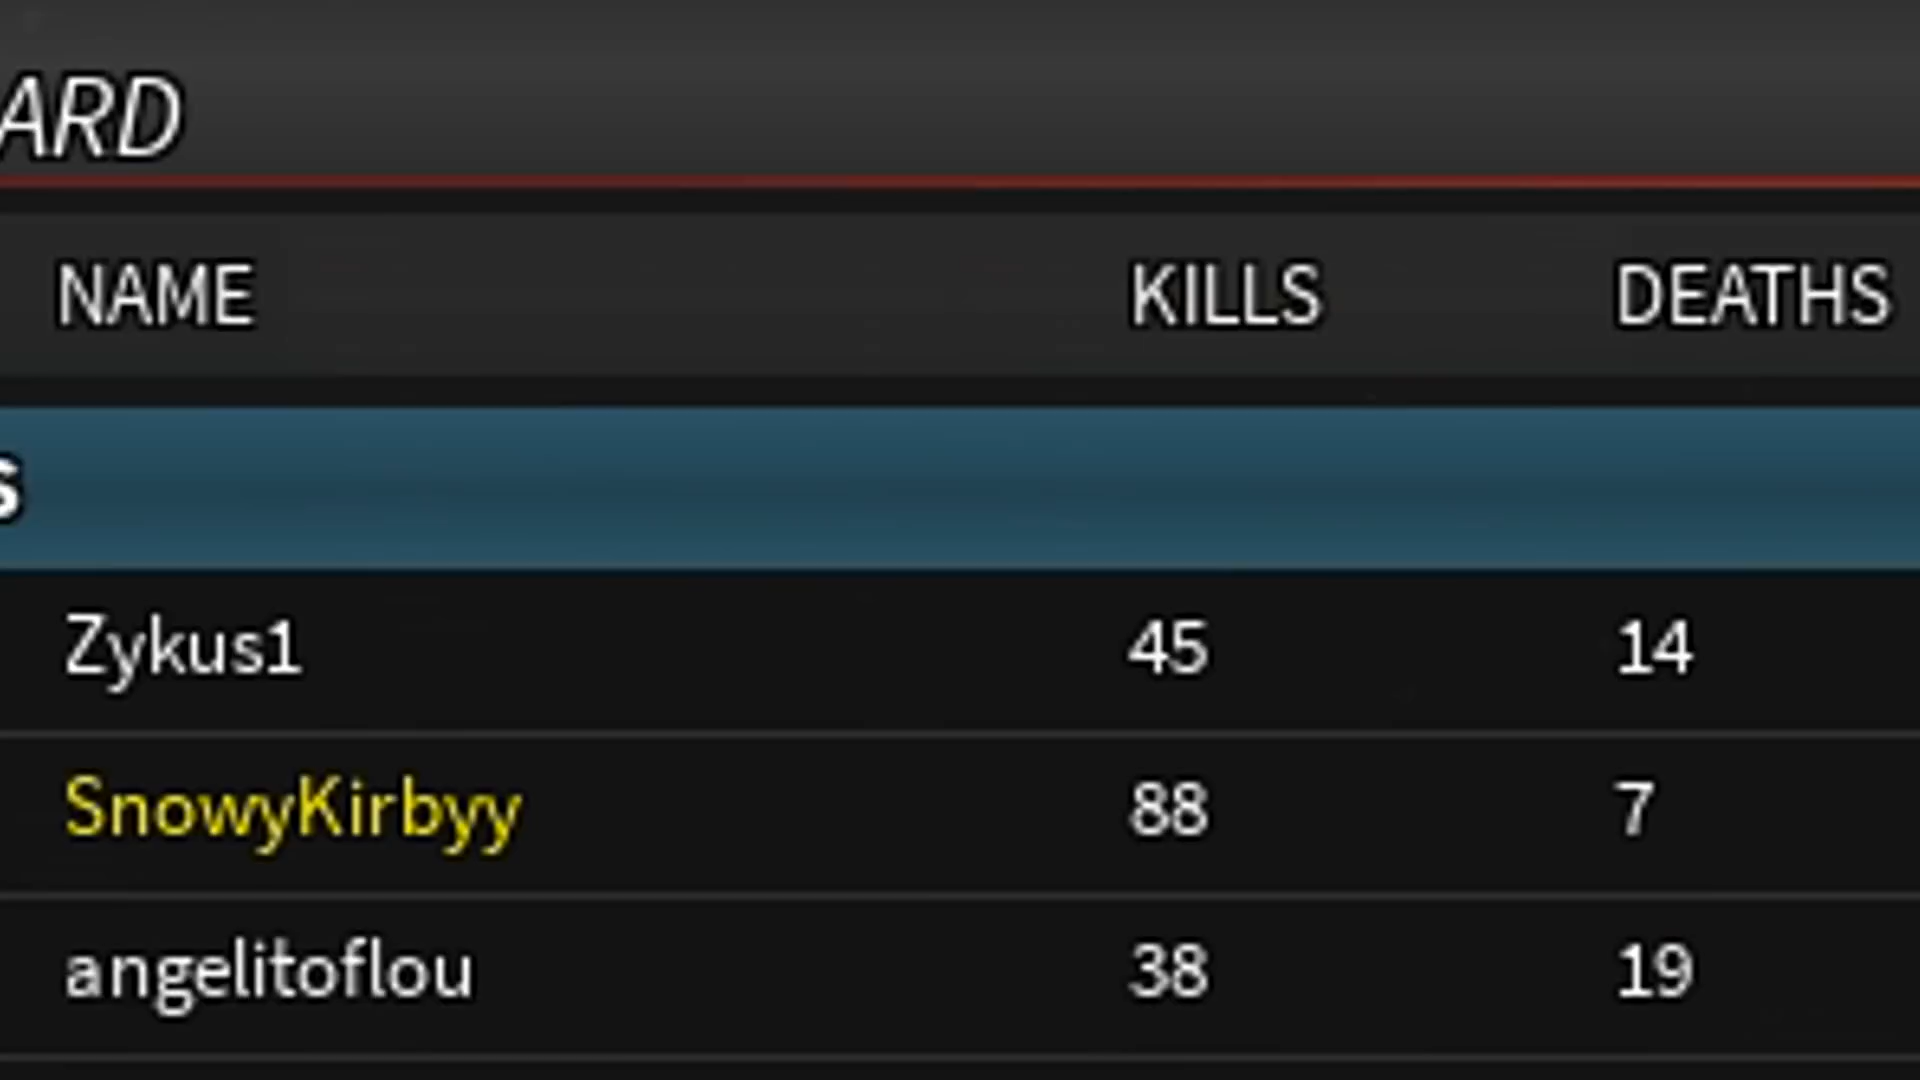 ARD
NAME KILLS DEATHS
s
Zykus1 45 14
SnowyKirbyy 88 7
angelitoflou 38 19